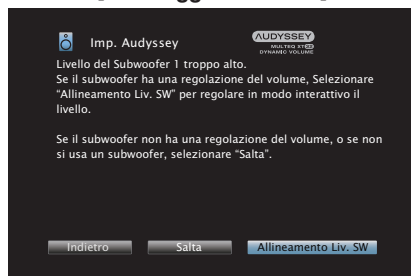 Imp. Audyssey
AUDYSSEY
MULTEQ XT32
DYNAMIC VOLUME
Livello del Subwoofer 1 troppo alto.
Se il subwoofer ha una regolazione del volume, Selezionare
“Allineamento Liv. SW” per regolare in modo interattivo il
livello.
Se il subwoofer non ha una regolazione del volume, o se non
si usa un subwoofer, selezionare “Salta”.
Indietro
Salta
Allineamento Liv. SW